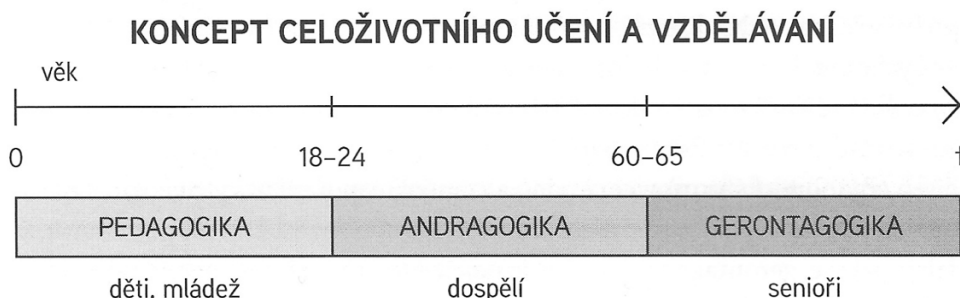 KONCEPT CELOŽIVOTNÍHO UČENÍ A VZDĚLÁVÁNÍ
věk
0 18–24 60–65 †
PEDAGOGIKA ANDRAGOGIKA GERONTAGOGIKA
děti, mládež dospělí senioři